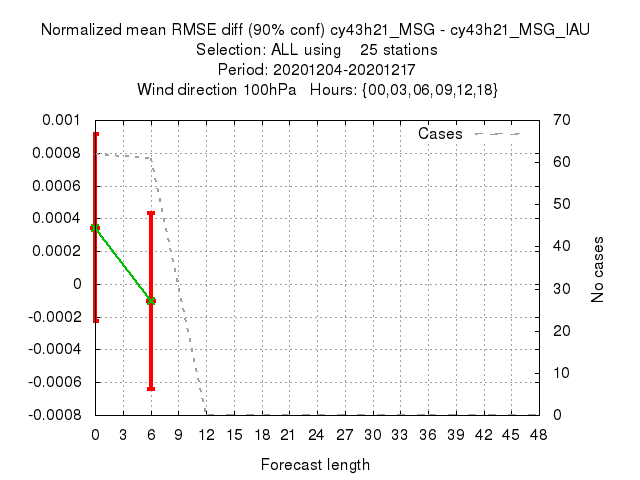 Normalized mean RMSE diff (90% conf) cy43h21_MSG - cy43h21_MSG_IAU
Selection: ALL using    25 stations
Period: 20201204-20201217
Wind direction 100hPa   Hours: {00,03,06,09,12,18}
Cases
0.001
0.0008
0.0006
0.0004
0.0002
0
-0.0002
-0.0004
-0.0006
-0.0008
70
60
50
40
30
20
10
0
No cases
0 3 6 9 12 15 18 21 24 27 30 33 36 39 42 45 48
Forecast length